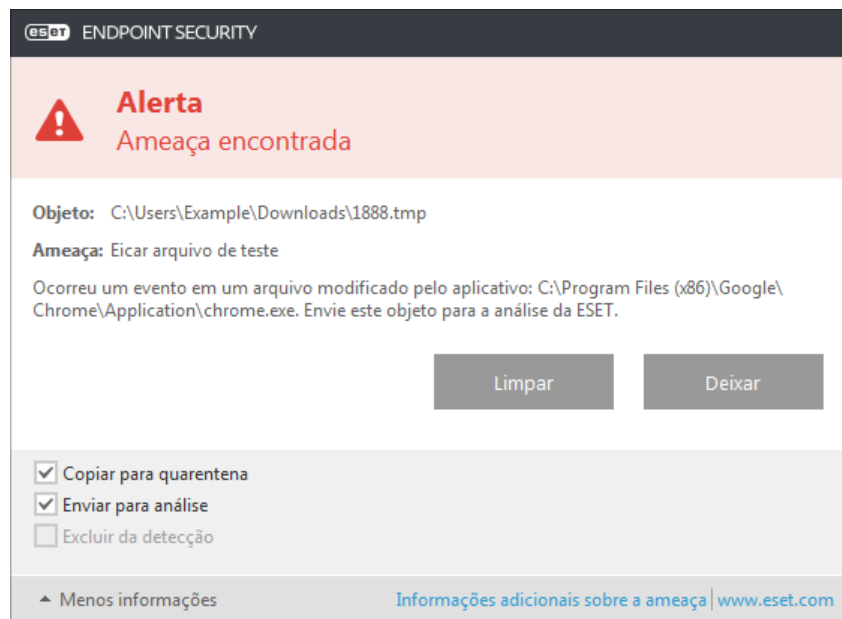 eset ENDPOINT SECURITY
Alerta
Ameaça encontrada
Objeto: C:\Users\Example\Downloads\1888.tmp
Ameaça: Eicar arquivo de teste
Ocorreu um evento em um arquivo modificado pelo aplicativo: C:\Program Files (x86)\Google\
Chrome\Application\chrome.exe. Envie este objeto para a análise da ESET.
Limpar Deixar
Copiar para quarentena
Enviar para análise
Excluir da detecção
Menos informações Informações adicionais sobre a ameaça | www.eset.com